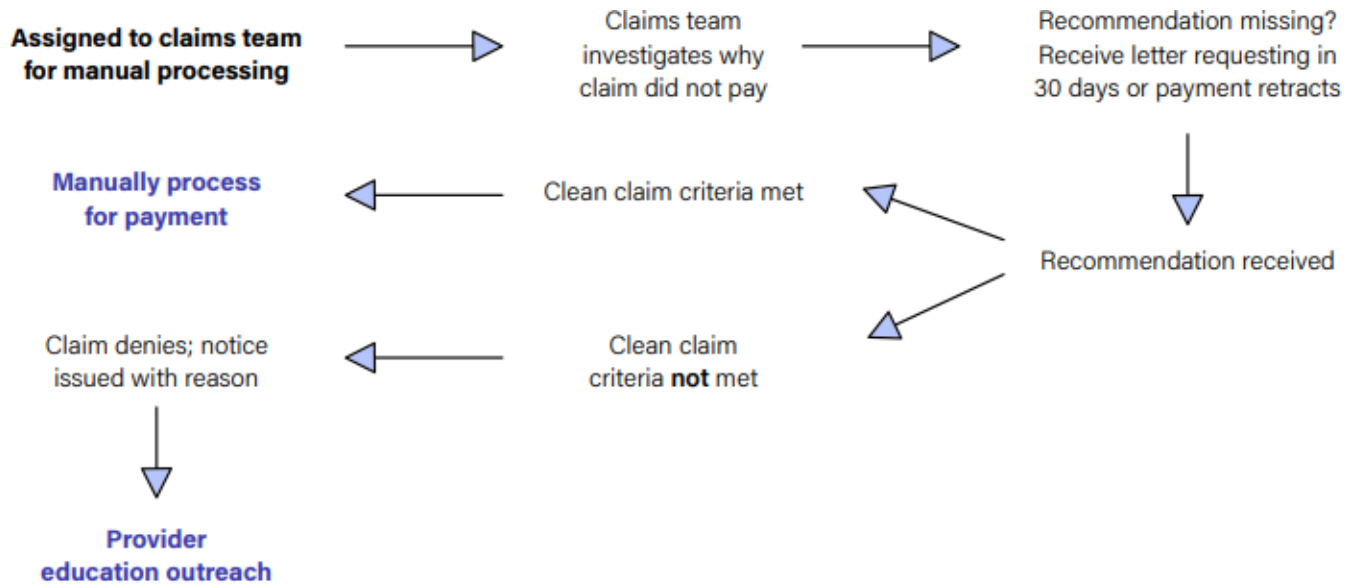 Assigned to claims team
for manual processing
Claims team
investigates why
claim did not pay
Recommendation missing?
Receive letter requesting in
30 days or payment retracts
Recommendation received
Clean claim criteria met
Manually process
for payment
Clean claim
criteria not met
Claim denies; notice
issued with reason
Provider
education outreach